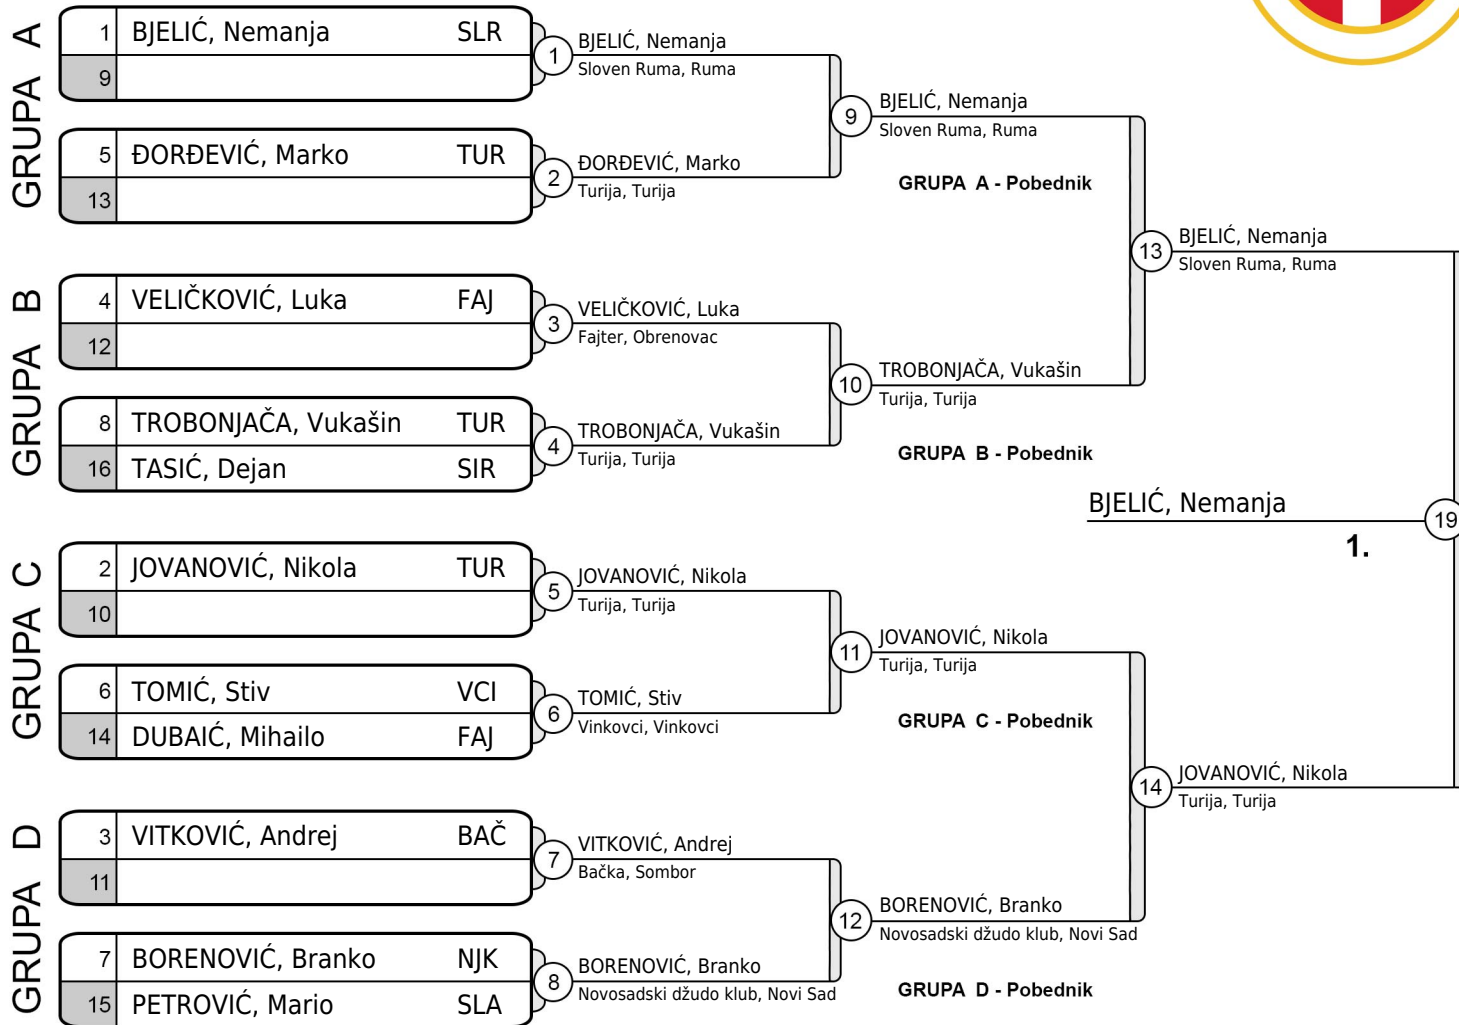 GRUPA A
1 BJELIĆ, Nemanja SLR
9
5 ĐORĐEVIĆ, Marko TUR
13
1
BJELIĆ, Nemanja
Sloven Ruma, Ruma
2
ĐORĐEVIĆ, Marko
Turija, Turija
9
BJELIĆ, Nemanja
Sloven Ruma, Ruma
GRUPA A - Pobednik
GRUPA B
4 VELIČKOVIĆ, Luka FAJ
12
8 TROBONJAČA, Vukašin TUR
16 TASIĆ, Dejan SIR
3
VELIČKOVIĆ, Luka
Fajter, Obrenovac
4
TROBONJAČA, Vukašin
Turija, Turija
10
TROBONJAČA, Vukašin
Turija, Turija
GRUPA B - Pobednik
13
BJELIĆ, Nemanja
Sloven Ruma, Ruma
BJELIĆ, Nemanja
19
1.
GRUPA C
2 JOVANOVIĆ, Nikola TUR
10
6 TOMIĆ, Stiv VCI
14 DUBAIĆ, Mihailo FAJ
5
JOVANOVIĆ, Nikola
Turija, Turija
6
TOMIĆ, Stiv
Vinkovci, Vinkovci
11
JOVANOVIĆ, Nikola
Turija, Turija
GRUPA C - Pobednik
14
JOVANOVIĆ, Nikola
Turija, Turija
GRUPA D
3 VITKOVIĆ, Andrej BAČ
11
7 BORENOVIĆ, Branko NJK
15 PETROVIĆ, Mario SLA
7
VITKOVIĆ, Andrej
Bačka, Sombor
8
BORENOVIĆ, Branko
Novosadski džudo klub, Novi Sad
12
BORENOVIĆ, Branko
Novosadski džudo klub, Novi Sad
GRUPA D - Pobednik